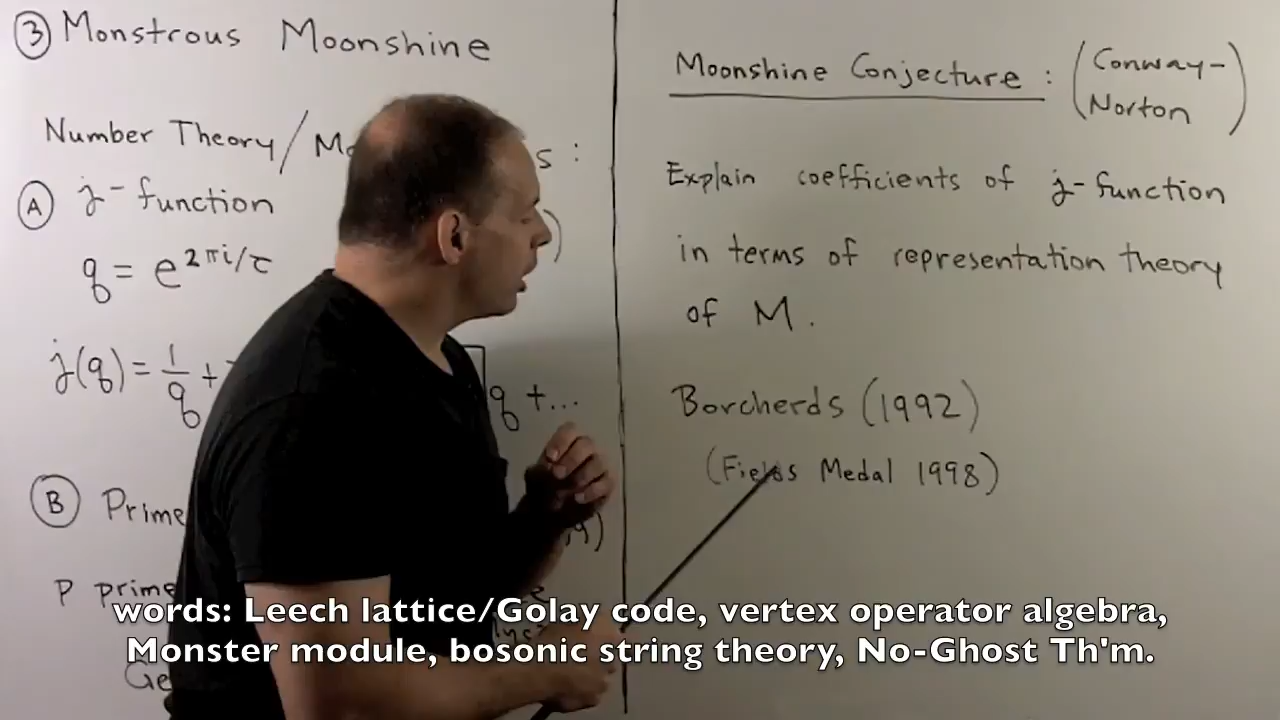 ③ Monstrous Moonshine
Number Theory/
s :
Ⓐ j-function
q = e^{2πi/τ}
)
j(q) = 1/q +
q + ...
Ⓑ Prime
,19)
P prime
Ge
Moonshine Conjecture : (Conway-
Norton)
Explain coefficients of j-function
in terms of representation theory
of M.
Borcherds (1992)
(Fields Medal 1998)
words: Leech lattice/Golay code, vertex operator algebra,
Monster module, bosonic string theory, No-Ghost Th'm.